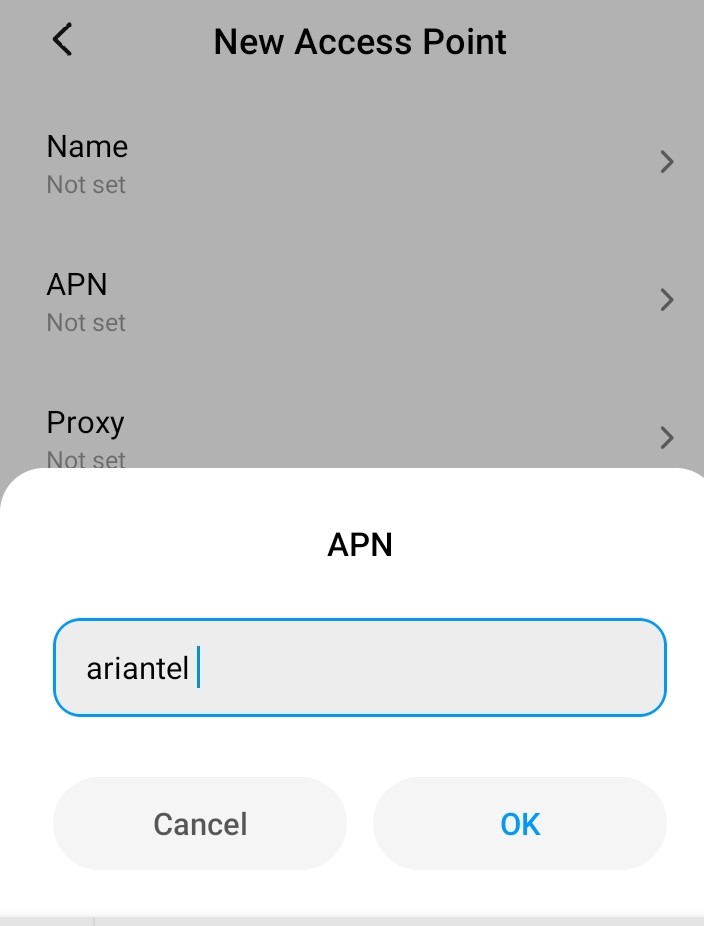 New Access Point
Name
Not set
APN
Not set
Proxy
Not set
APN
ariantel
Cancel
OK